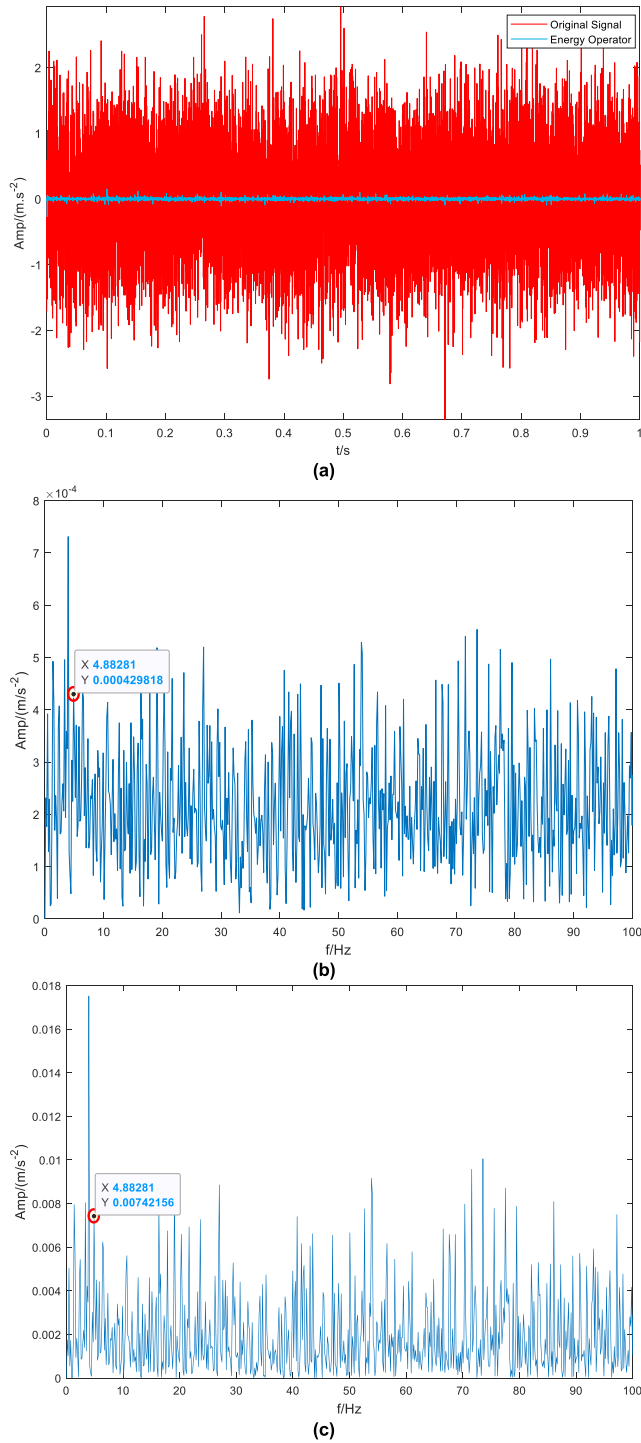 Original Signal
Energy Operator
Amp/(m.s-2)
2
1
0
-1
-2
-3
0 0.1 0.2 0.3 0.4 0.5 0.6 0.7 0.8 0.9 1
t/s
(a)
×10-4
8
7
6
5
4
3
2
1
0
Amp/(m/s-2)
X 4.88281
Y 0.000429818
0 10 20 30 40 50 60 70 80 90 100
f/Hz
(b)
0.018
0.016
0.014
0.012
0.01
0.008
0.006
0.004
0.002
0
Amp/(m/s-2)
X 4.88281
Y 0.00742156
0 10 20 30 40 50 60 70 80 90 100
f/Hz
(c)